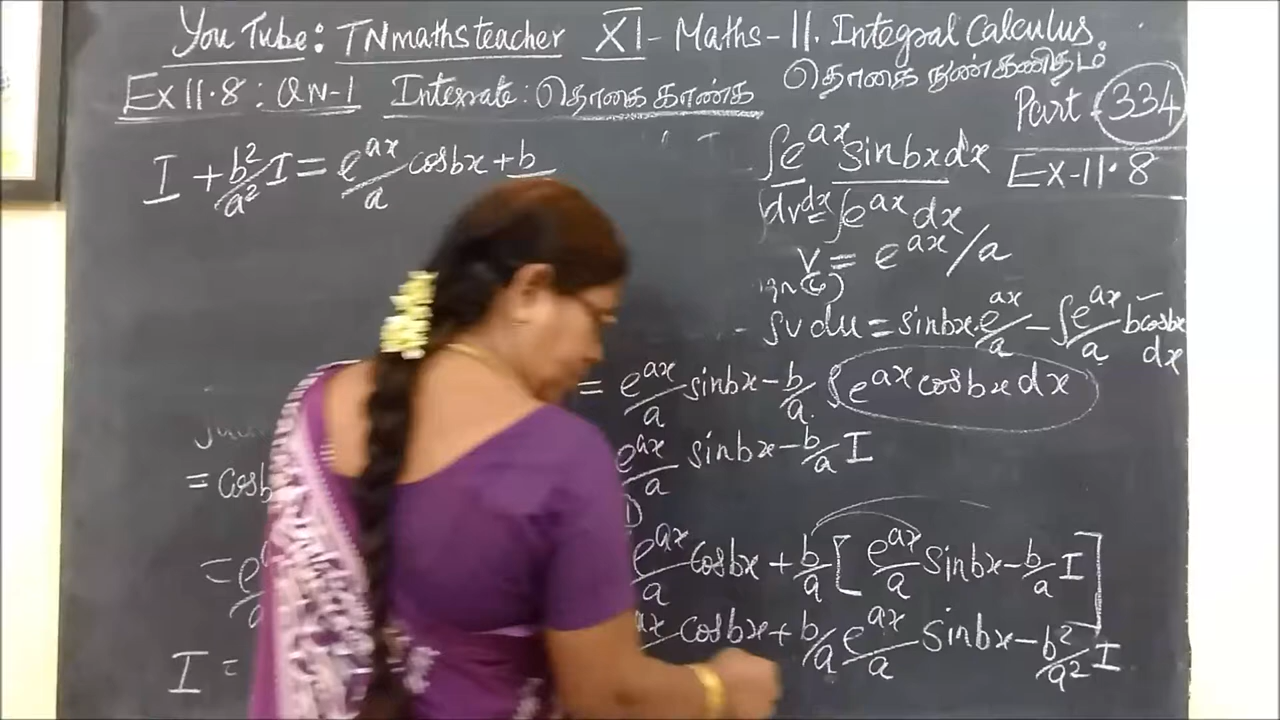 You Tube: TNmathsteacher XI- Maths-11. Integral Calculus.
தொகை நுண்கணிதம்
Ex 11.8 : QN-1 Integrate: தொகை காண்க
Part 334
Ex-11.8
I + b²/a² I = e^ax/a cosbx + b
∫e^ax sinbx dx
∫dv dx = ∫e^ax dx
v = e^ax/a
∫v du = sinbx. e^ax/a - ∫e^ax/a bcosbx dx
= e^ax/a sinbx - b/a ∫e^ax cosbx dx
e^ax/a sinbx - b/a I
= cosb
= e
e^ax/a cosbx + b/a [ e^ax/a sinbx - b/a I ]
I =
ax cosbx + b/a e^ax/a sinbx - b²/a² I